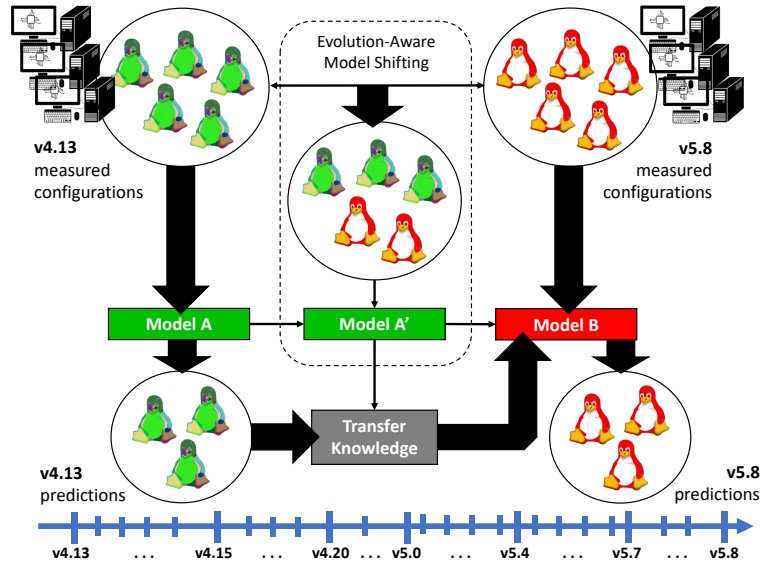 Evolution-Aware
Model Shifting
v4.13
measured
configurations
v5.8
measured
configurations
Model A
Model A’
Model B
Transfer
Knowledge
v4.13
predictions
v5.8
predictions
v4.13 . . . v4.15 . . . v4.20 . . . v5.0 . . . v5.4 . . . v5.7 . . . v5.8